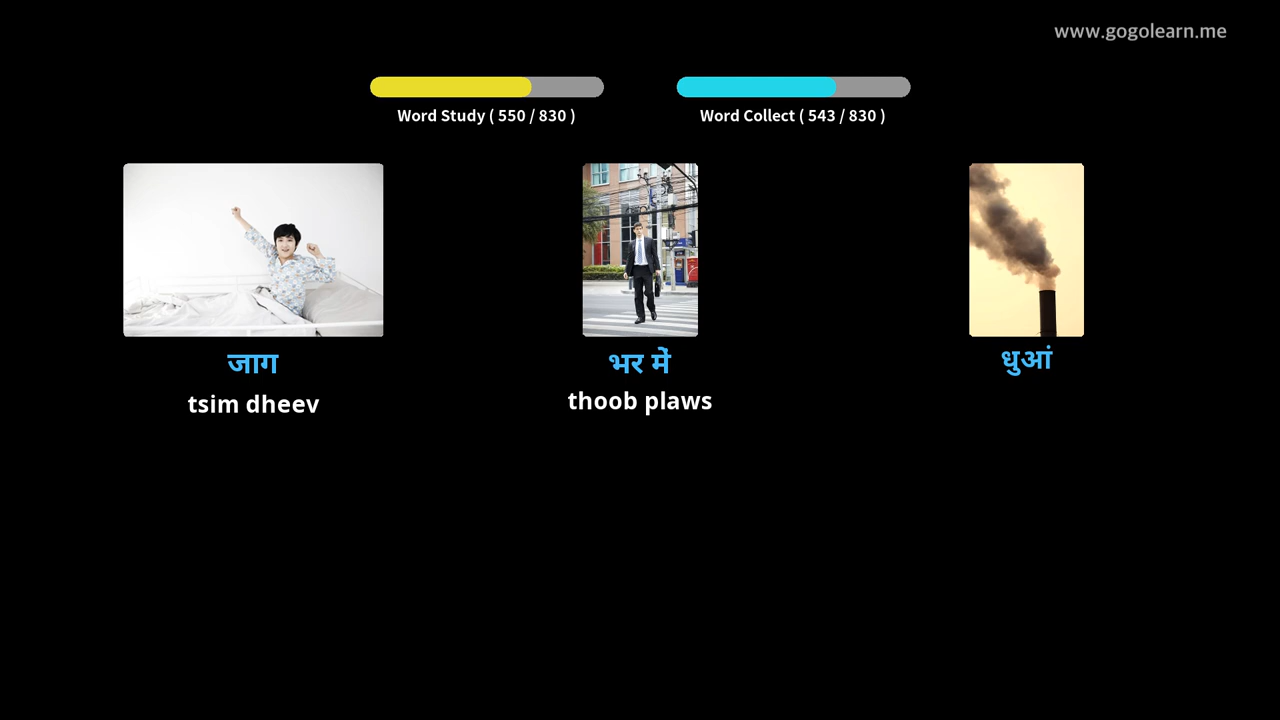 www.gogolearn.me
Word Study ( 550 / 830 )
Word Collect ( 543 / 830 )
जाग
भर में
धुआं
tsim dheev
thoob plaws